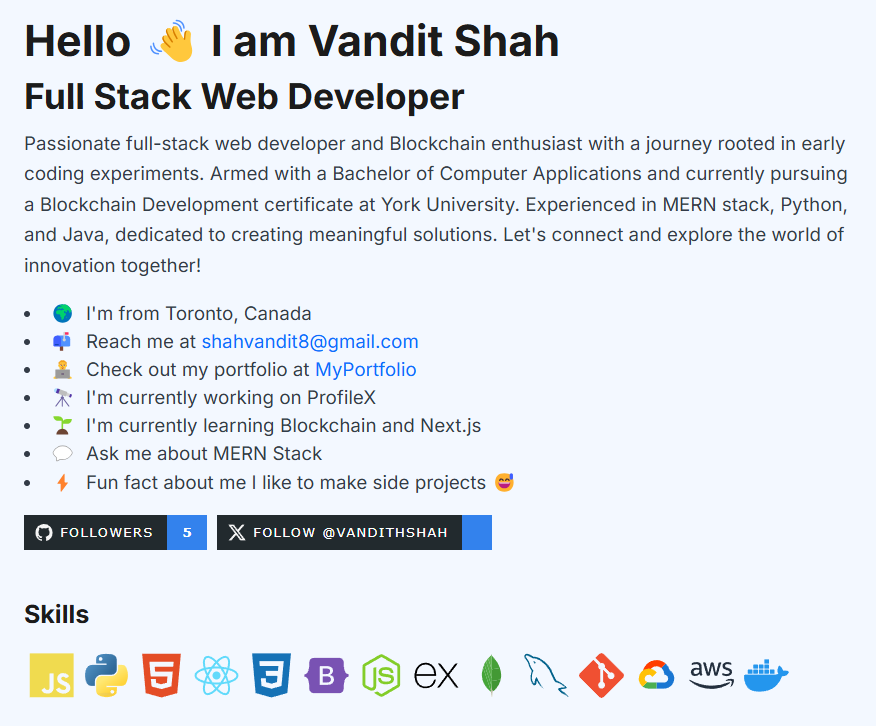 Hello 👋 I am Vandit Shah
Full Stack Web Developer
Passionate full-stack web developer and Blockchain enthusiast with a journey rooted in early
coding experiments. Armed with a Bachelor of Computer Applications and currently pursuing
a Blockchain Development certificate at York University. Experienced in MERN stack, Python,
and Java, dedicated to creating meaningful solutions. Let's connect and explore the world of
innovation together!
• 🌍 I'm from Toronto, Canada
• 📬 Reach me at shahvandit8@gmail.com
• 🧑‍💻 Check out my portfolio at MyPortfolio
• 🔭 I'm currently working on ProfileX
• 🌱 I'm currently learning Blockchain and Next.js
• 💬 Ask me about MERN Stack
• ⚡ Fun fact about me I like to make side projects 😅
FOLLOWERS 5 FOLLOW @VANDITHSHAH
Skills
JS 5 3 B JS ex aws